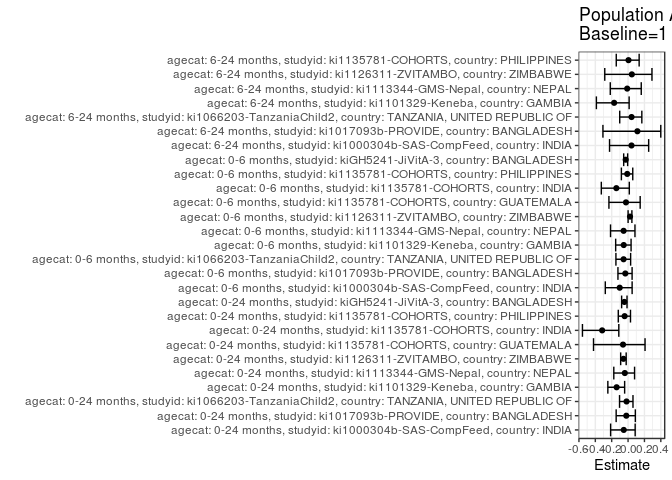 Population A
Baseline=1
agecat: 6-24 months, studyid: ki1135781-COHORTS, country: PHILIPPINES
agecat: 6-24 months, studyid: ki1126311-ZVITAMBO, country: ZIMBABWE
agecat: 6-24 months, studyid: ki1113344-GMS-Nepal, country: NEPAL
agecat: 6-24 months, studyid: ki1101329-Keneba, country: GAMBIA
agecat: 6-24 months, studyid: ki1066203-TanzaniaChild2, country: TANZANIA, UNITED REPUBLIC OF
agecat: 6-24 months, studyid: ki1017093b-PROVIDE, country: BANGLADESH
agecat: 6-24 months, studyid: ki1000304b-SAS-CompFeed, country: INDIA
agecat: 0-6 months, studyid: kiGH5241-JiVitA-3, country: BANGLADESH
agecat: 0-6 months, studyid: ki1135781-COHORTS, country: PHILIPPINES
agecat: 0-6 months, studyid: ki1135781-COHORTS, country: INDIA
agecat: 0-6 months, studyid: ki1135781-COHORTS, country: GUATEMALA
agecat: 0-6 months, studyid: ki1126311-ZVITAMBO, country: ZIMBABWE
agecat: 0-6 months, studyid: ki1113344-GMS-Nepal, country: NEPAL
agecat: 0-6 months, studyid: ki1101329-Keneba, country: GAMBIA
agecat: 0-6 months, studyid: ki1066203-TanzaniaChild2, country: TANZANIA, UNITED REPUBLIC OF
agecat: 0-6 months, studyid: ki1017093b-PROVIDE, country: BANGLADESH
agecat: 0-6 months, studyid: ki1000304b-SAS-CompFeed, country: INDIA
agecat: 0-24 months, studyid: kiGH5241-JiVitA-3, country: BANGLADESH
agecat: 0-24 months, studyid: ki1135781-COHORTS, country: PHILIPPINES
agecat: 0-24 months, studyid: ki1135781-COHORTS, country: INDIA
agecat: 0-24 months, studyid: ki1135781-COHORTS, country: GUATEMALA
agecat: 0-24 months, studyid: ki1126311-ZVITAMBO, country: ZIMBABWE
agecat: 0-24 months, studyid: ki1113344-GMS-Nepal, country: NEPAL
agecat: 0-24 months, studyid: ki1101329-Keneba, country: GAMBIA
agecat: 0-24 months, studyid: ki1066203-TanzaniaChild2, country: TANZANIA, UNITED REPUBLIC OF
agecat: 0-24 months, studyid: ki1017093b-PROVIDE, country: BANGLADESH
agecat: 0-24 months, studyid: ki1000304b-SAS-CompFeed, country: INDIA
-0.6-0.4-0.20.00.20.4
Estimate